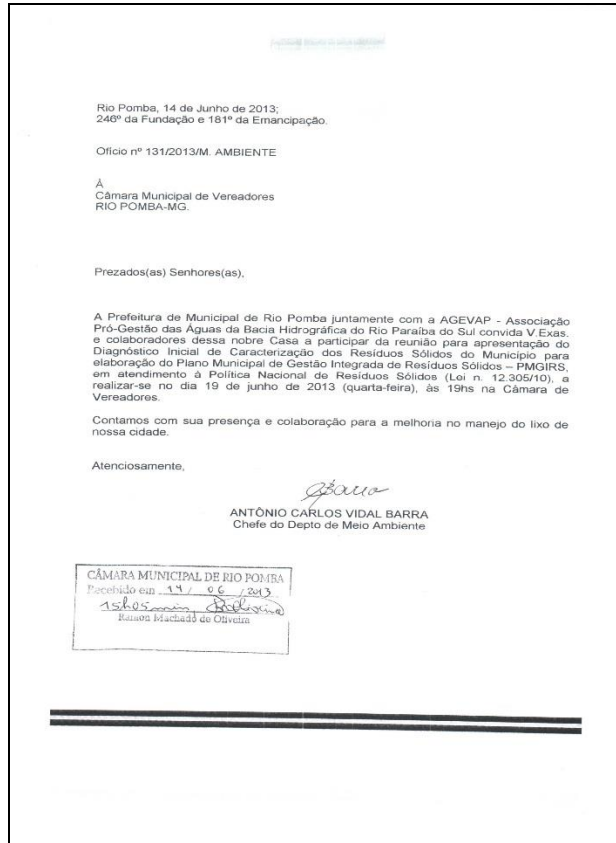 Rio Pomba, 14 de Junho de 2013;
246º da Fundação e 181º da Emancipação.
Ofício nº 131/2013/M. AMBIENTE
À
Câmara Municipal de Vereadores
RIO POMBA-MG.
Prezados(as) Senhores(as),
A Prefeitura de Municipal de Rio Pomba juntamente com a AGEVAP - Associação
Pró-Gestão das Águas da Bacia Hidrográfica do Rio Paraíba do Sul convida V.Exas.
e colaboradores dessa nobre Casa a participar da reunião para apresentação do
Diagnóstico Inicial de Caracterização dos Resíduos Sólidos do Município para
elaboração do Plano Municipal de Gestão Integrada de Resíduos Sólidos – PMGIRS,
em atendimento à Política Nacional de Resíduos Sólidos (Lei n. 12.305/10), a
realizar-se no dia 19 de junho de 2013 (quarta-feira), às 19hs na Câmara de
Vereadores.
Contamos com sua presença e colaboração para a melhoria no manejo do lixo de
nossa cidade.
Atenciosamente,
ANTÔNIO CARLOS VIDAL BARRA
Chefe do Depto de Meio Ambiente
CÂMARA MUNICIPAL DE RIO POMBA
Recebido em 14 / 06 / 2013
15h05min
Raison Machado de Oliveira